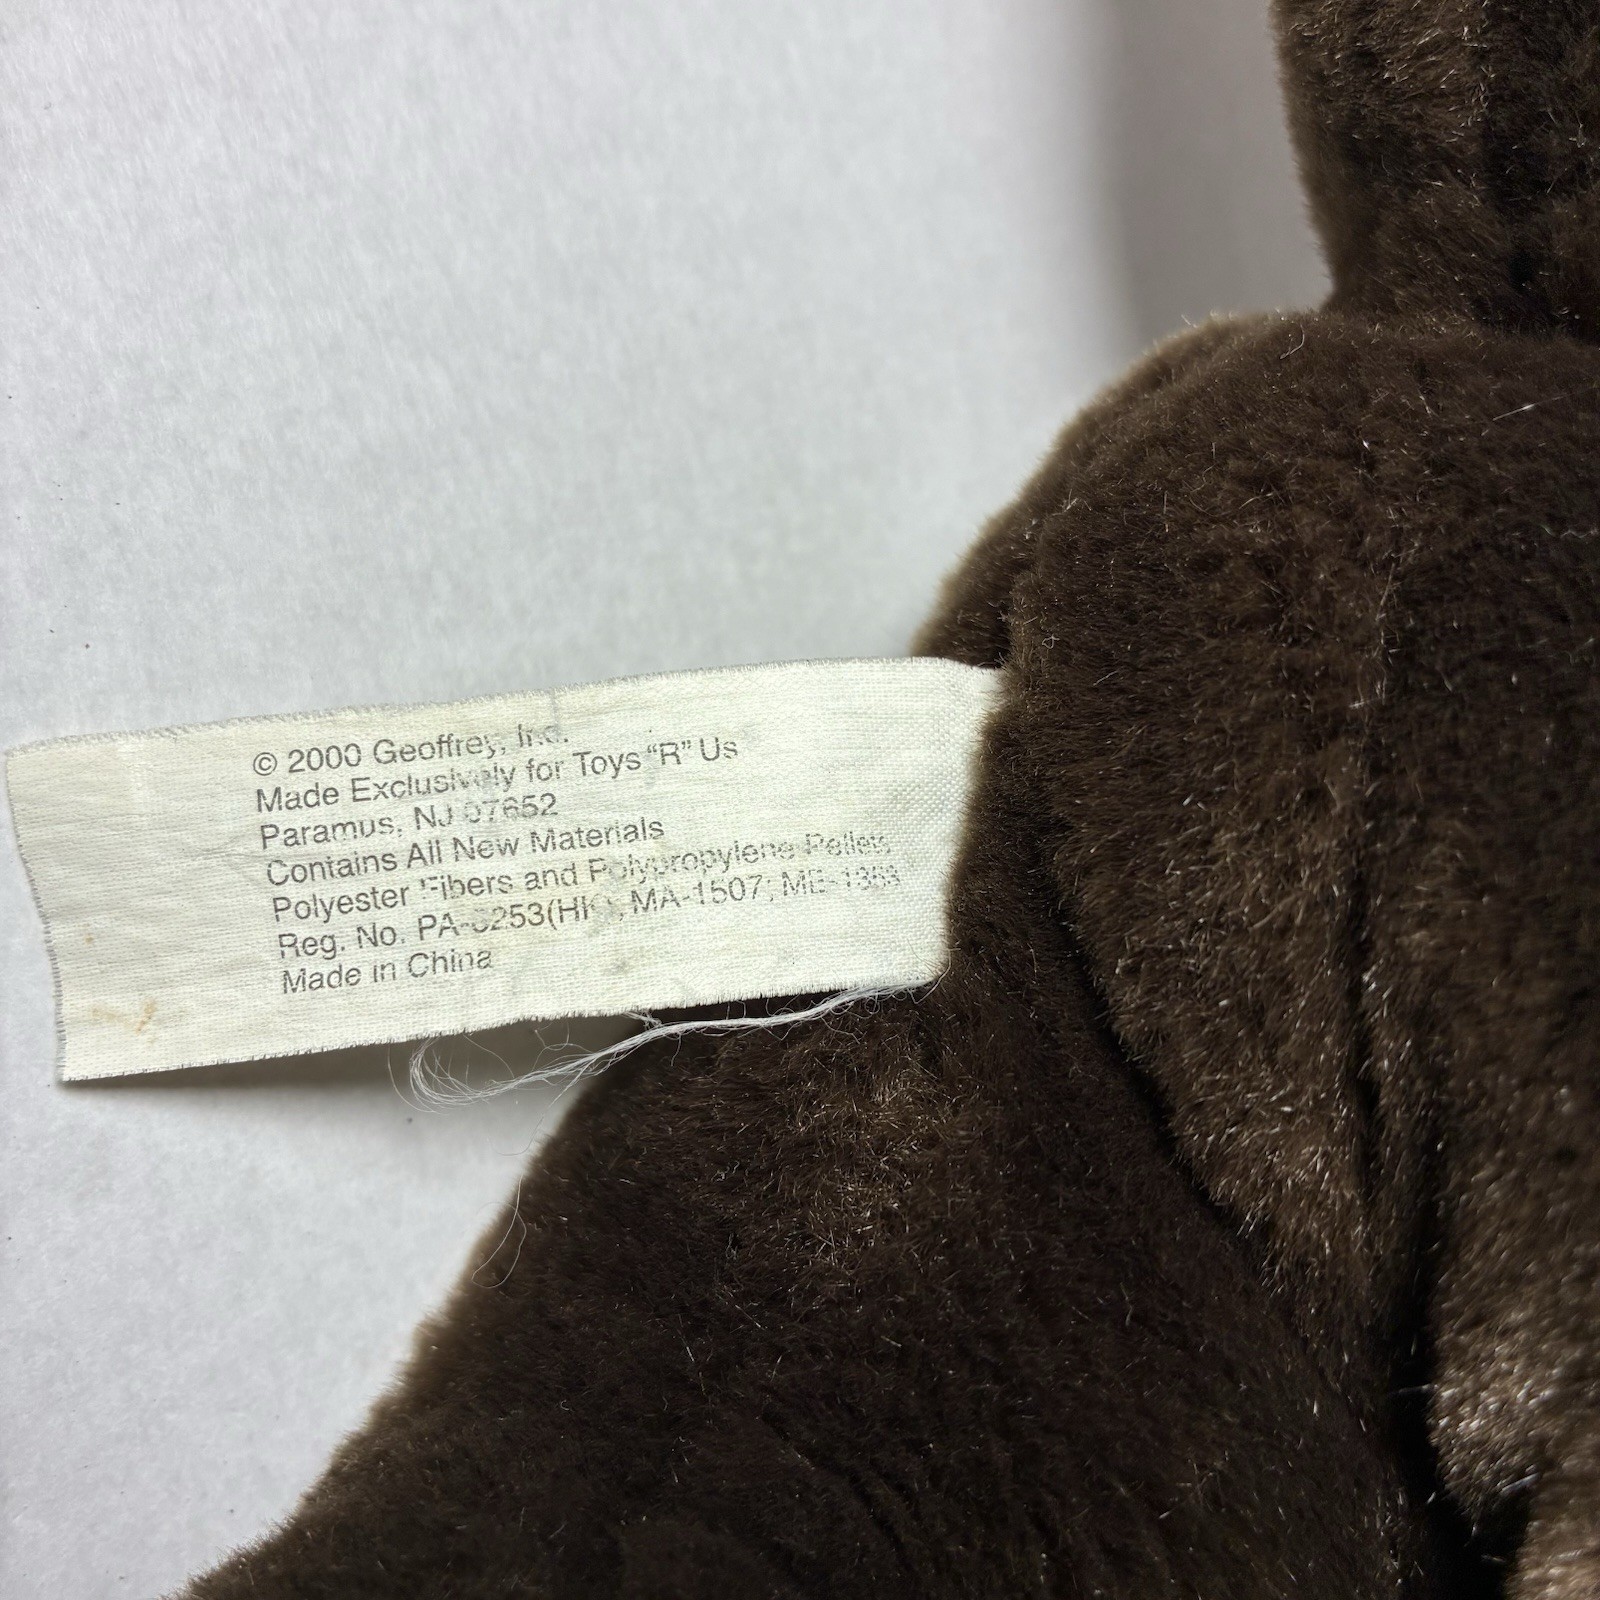 © 2000 Geoffrey, Inc.
Made Exclusively for Toys "R" Us
Paramus, NJ 07652
Contains All New Materials
Polyester Fibers and Polypropylene Pellets
Reg. No. MA-1507;
Made in China